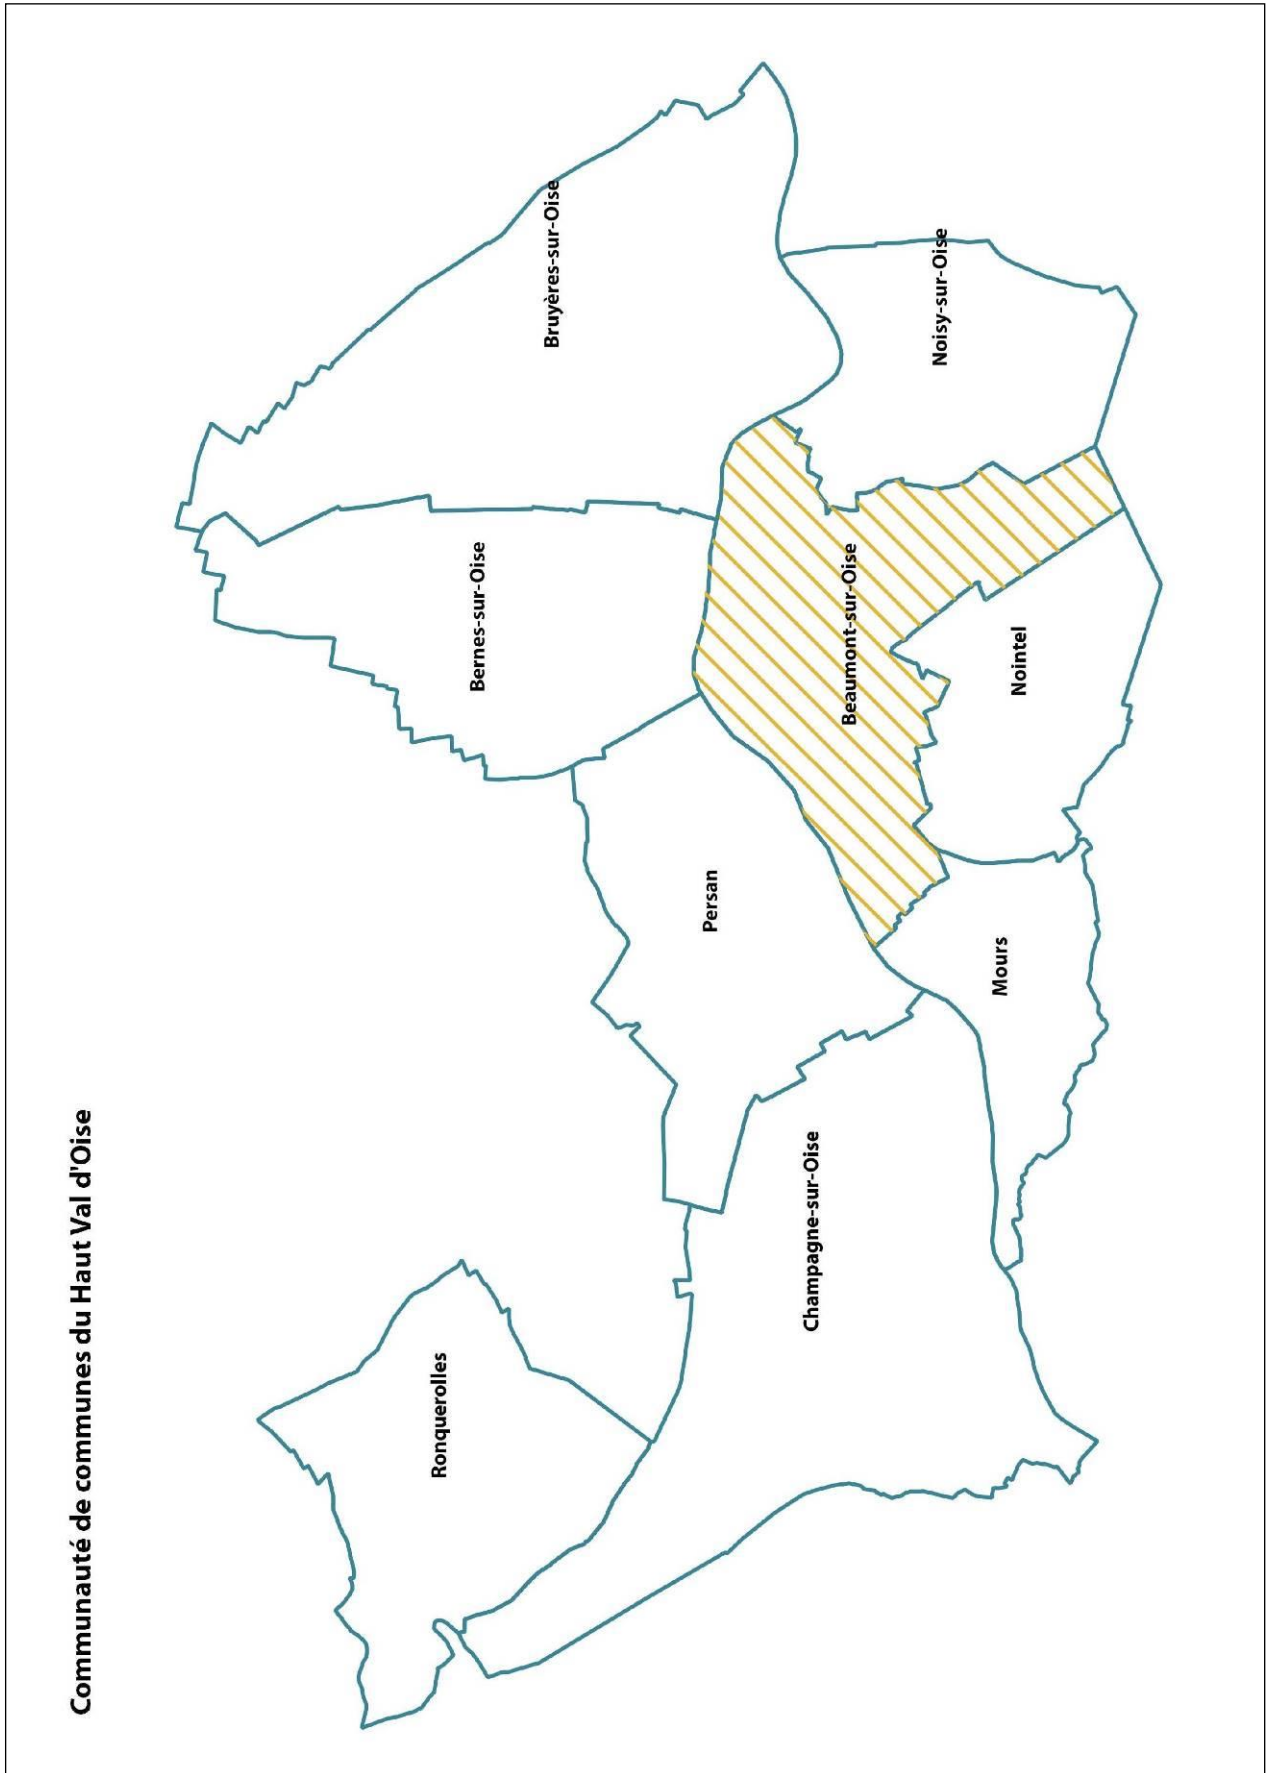 Communauté de communes du Haut Val d'Oise
Ronquerolles
Bernes-sur-Oise
Bruyères-sur-Oise
Persan
Champagne-sur-Oise
Beaumont-sur-Oise
Noisy-sur-Oise
Mours
Nointel